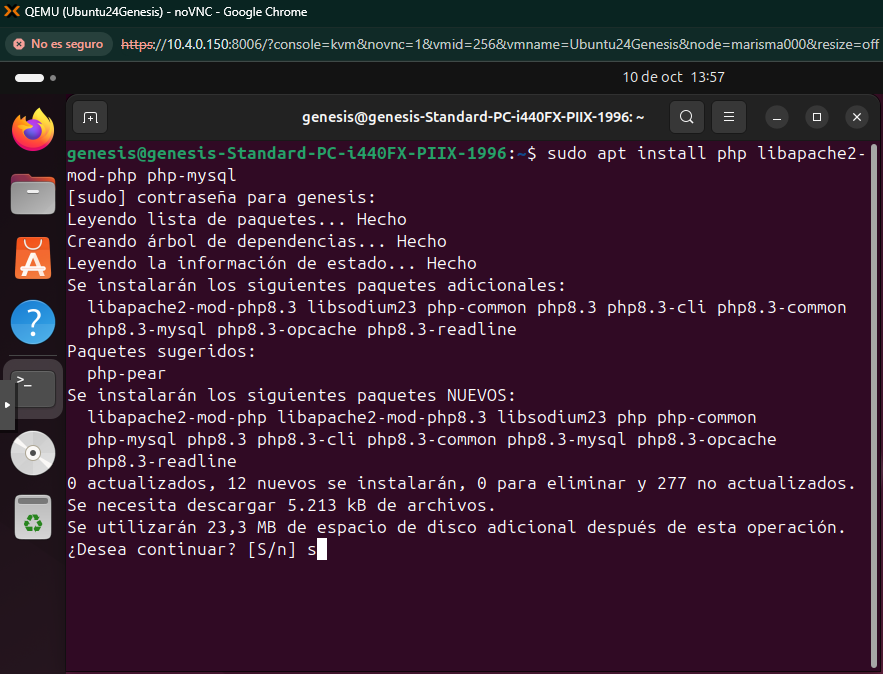 QEMU (Ubuntu24Genesis) - noVNC - Google Chrome
No es seguro https://10.4.0.150:8006/?console=kvm&novnc=1&vmid=256&vmname=Ubuntu24Genesis&node=marisma000&resize=off
10 de oct 13:57
genesis@genesis-Standard-PC-i440FX-PIIX-1996: ~
genesis@genesis-Standard-PC-i440FX-PIIX-1996:~$ sudo apt install php libapache2-
mod-php php-mysql
[sudo] contraseña para genesis:
Leyendo lista de paquetes... Hecho
Creando árbol de dependencias... Hecho
Leyendo la información de estado... Hecho
Se instalarán los siguientes paquetes adicionales:
  libapache2-mod-php8.3 libsodium23 php-common php8.3 php8.3-cli php8.3-common
  php8.3-mysql php8.3-opcache php8.3-readline
Paquetes sugeridos:
  php-pear
Se instalarán los siguientes paquetes NUEVOS:
  libapache2-mod-php libapache2-mod-php8.3 libsodium23 php php-common
  php-mysql php8.3 php8.3-cli php8.3-common php8.3-mysql php8.3-opcache
  php8.3-readline
0 actualizados, 12 nuevos se instalarán, 0 para eliminar y 277 no actualizados.
Se necesita descargar 5.213 kB de archivos.
Se utilizarán 23,3 MB de espacio de disco adicional después de esta operación.
¿Desea continuar? [S/n] s